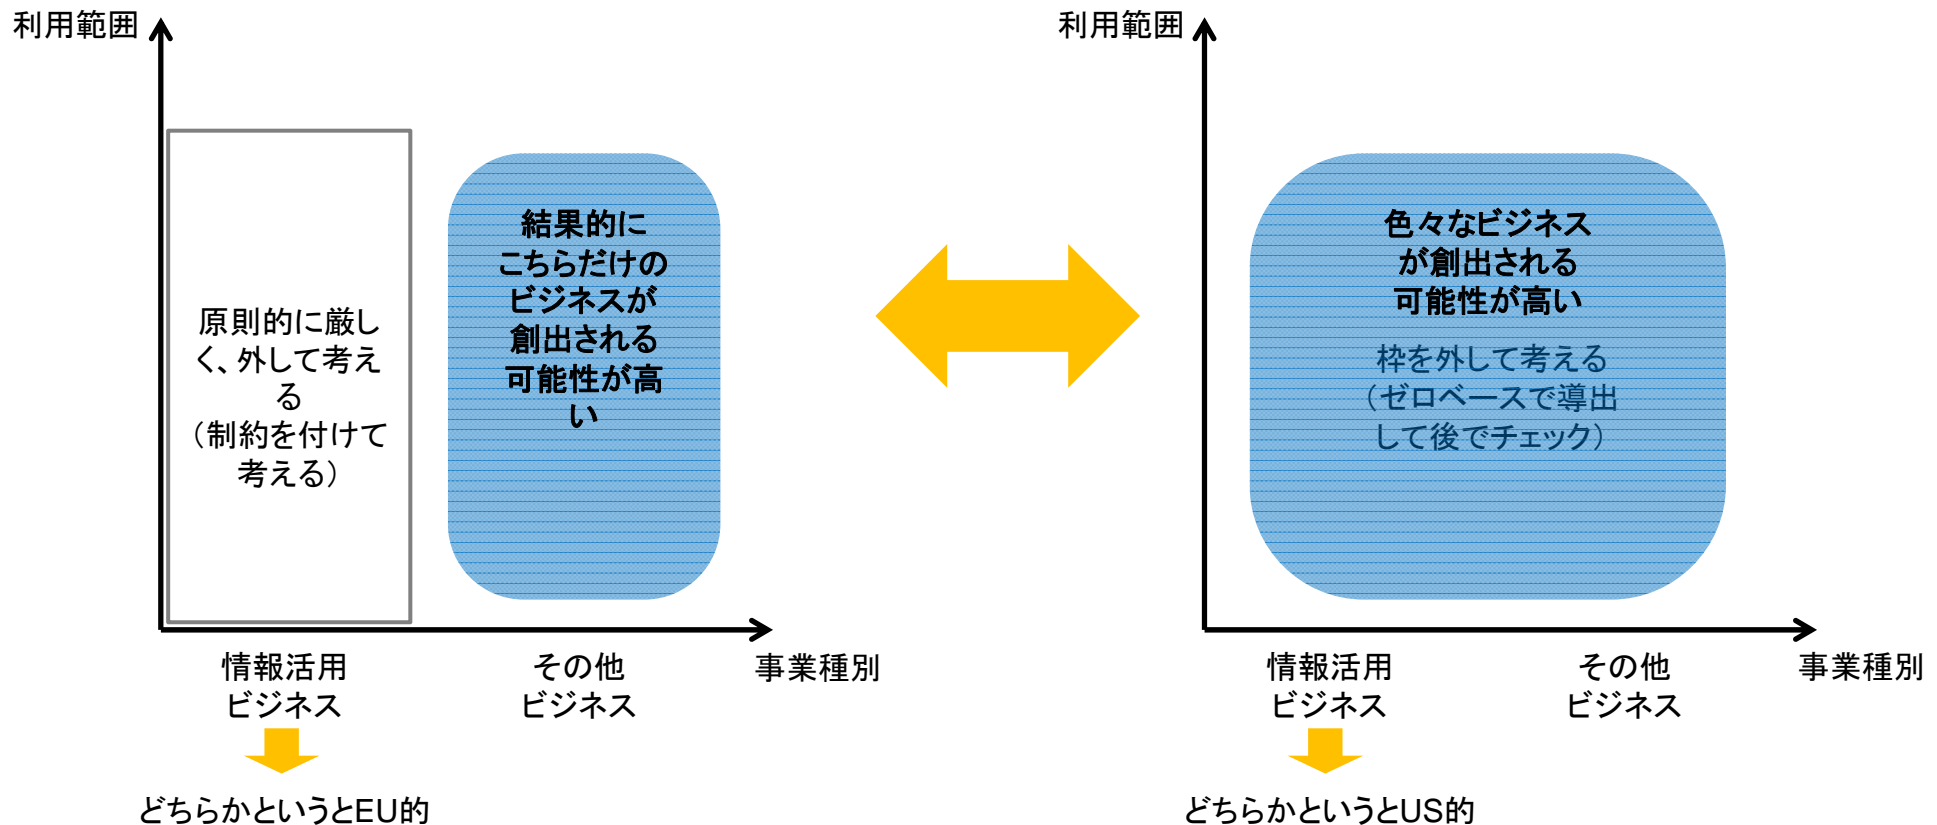 利用範囲
原則的に厳し
く、外して考え
る
（制約を付けて
考える）
結果的に
こちらだけの
ビジネスが
創出される
可能性が高
い
情報活用
ビジネス
その他
ビジネス
事業種別
どちらかというとEU的
利用範囲
色々なビジネス
が創出される
可能性が高い
枠を外して考える
（ゼロベースで導出
して後でチェック）
情報活用
ビジネス
その他
ビジネス
事業種別
どちらかというとUS的